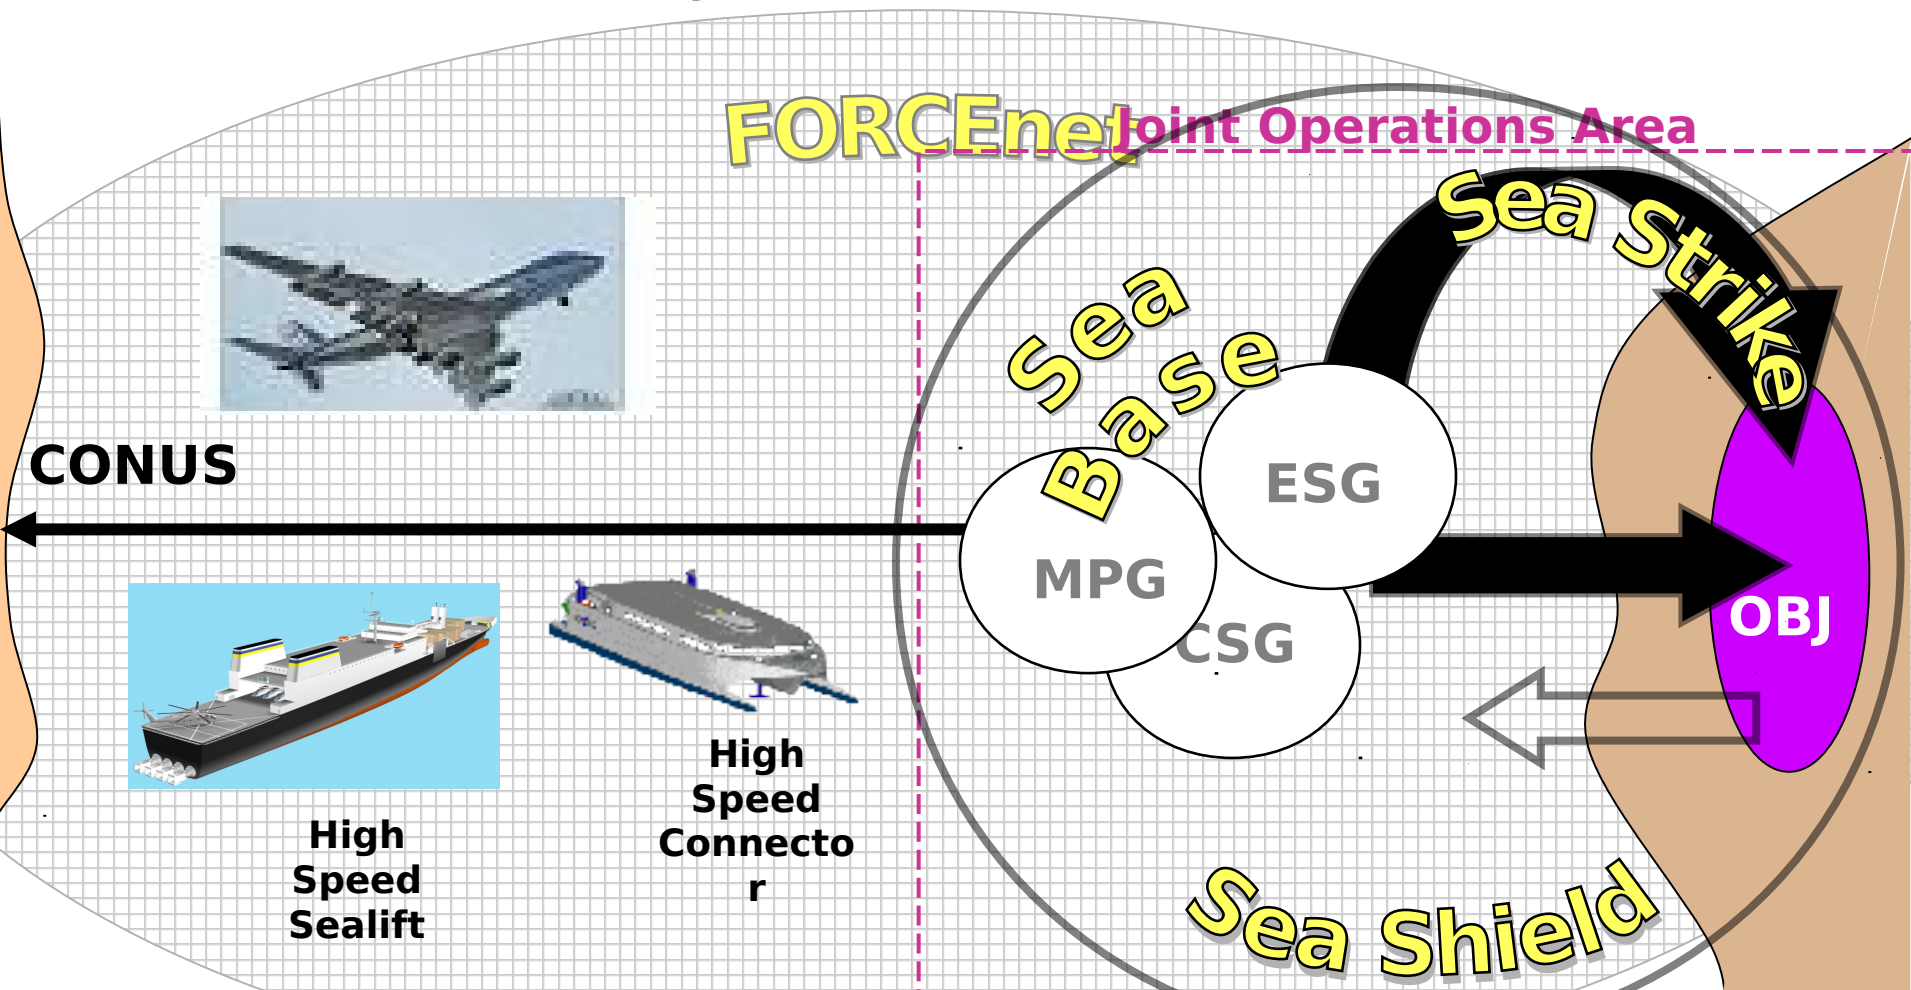 FORCEnet
Joint Operations Area
Sea Strike
Sea
Base
CONUS
ESG
MPG
CSG
OBJ
High
Speed
Connecto
r
High
Speed
Sealift
Sea Shield